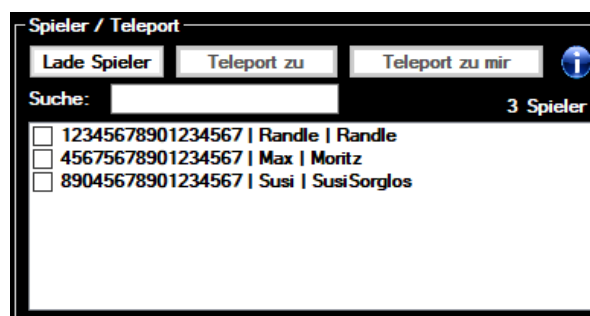 Spieler / Teleport
Lade Spieler Teleport zu Teleport zu mir
Suche: 3 Spieler
12345678901234567 | Randle | Randle
45675678901234567 | Max | Moritz
89045678901234567 | Susi | SusiSorglos